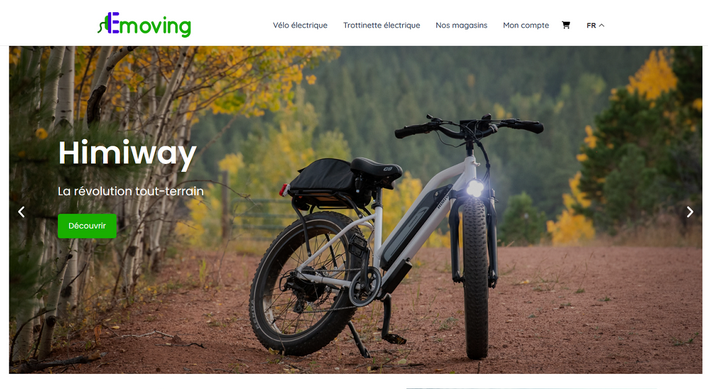 Emoving
Vélo électrique
Trottinette électrique
Nos magasins
Mon compte
FR
Himiway
La révolution tout-terrain
Découvrir